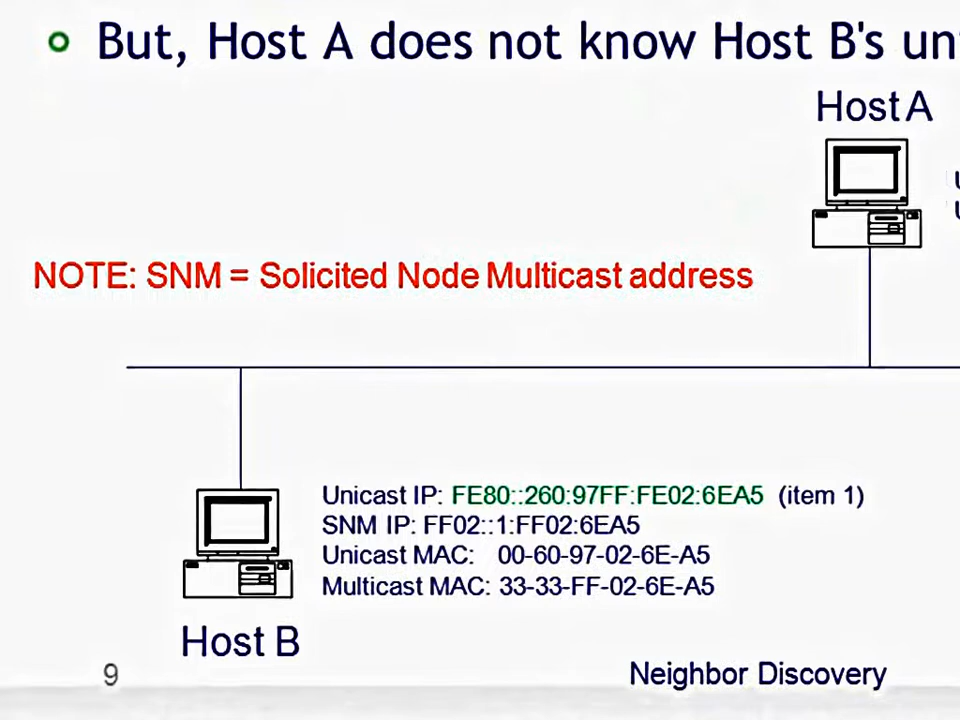 But, Host A does not know Host B's
Host A
NOTE: SNM = Solicited Node Multicast address
Unicast IP: FE80::260:97FF:FE02:6EA5 (item 1)
SNM IP: FF02::1:FF02:6EA5
Unicast MAC: 00-60-97-02-6E-A5
Multicast MAC: 33-33-FF-02-6E-A5
Host B
9
Neighbor Discovery